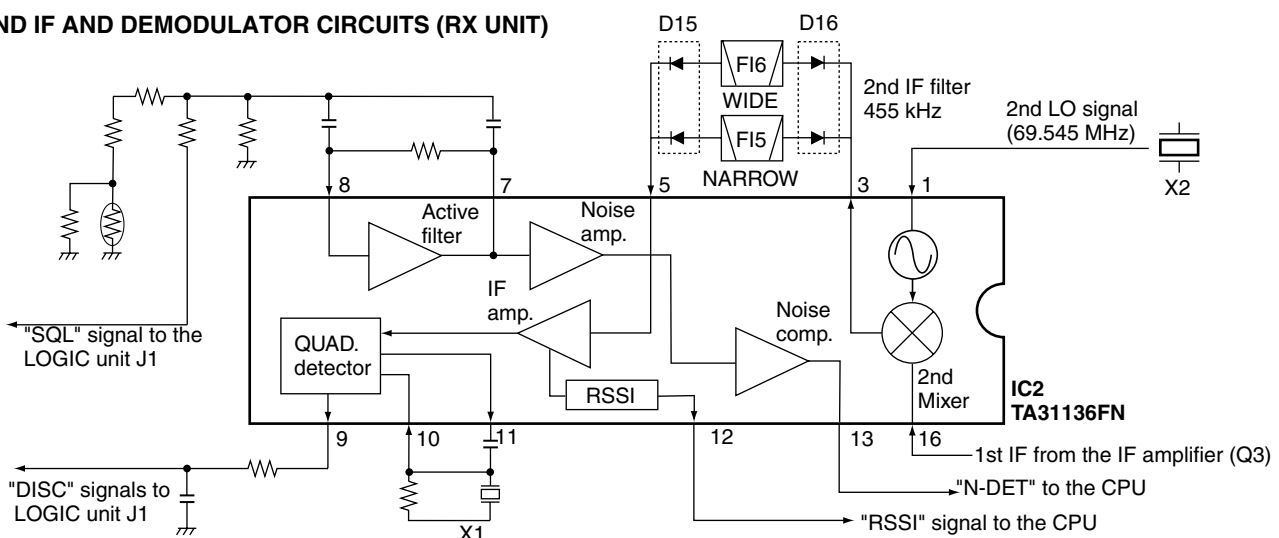 ND IF AND DEMODULATOR CIRCUITS (RX UNIT)
D15
D16
FI6
WIDE
FI5
NARROW
2nd IF filter
455 kHz
2nd LO signal
(69.545 MHz)
X2
8
7
5
3
1
Active
filter
Noise
amp.
IF
amp.
Noise
comp.
"SQL" signal to the
LOGIC unit J1
QUAD.
detector
RSSI
2nd
Mixer
IC2
TA31136FN
9
10
11
12
13
16
1st IF from the IF amplifier (Q3)
"DISC" signals to
LOGIC unit J1
X1
"N-DET" to the CPU
"RSSI" signal to the CPU